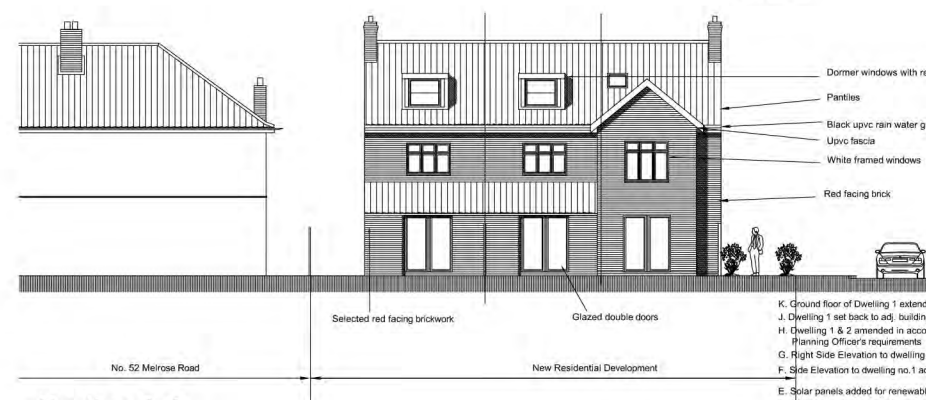 Dormer windows with re
Pantiles
Black upvc rain water g
Upvc fascia
White framed windows
Red facing brick
Selected red facing brickwork
Glazed double doors
No. 52 Melrose Road
New Residential Development
K. Ground floor of Dwelling 1 extend
J. Dwelling 1 set back to adj. building
H. Dwelling 1 & 2 amended in acco
Planning Officer's requirements
G. Right Side Elevation to dwelling
F. Side Elevation to dwelling no.1 ad
E. Solar panels added for renewabl